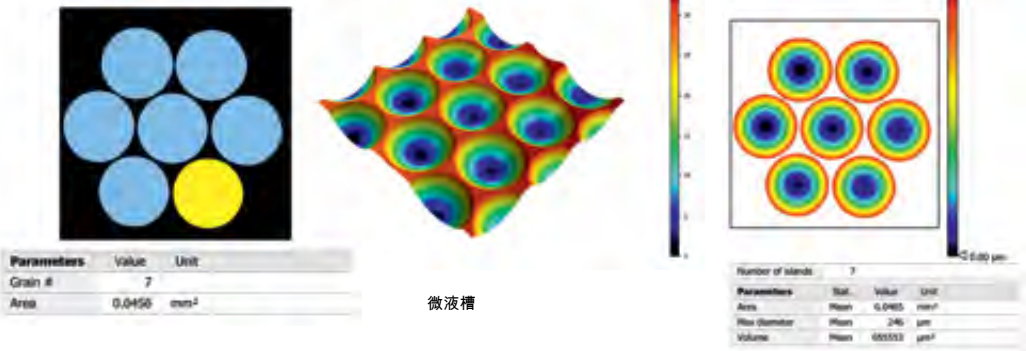 Parameters Value Unit
Grain # 7
Area 0.0456 mm²
微液槽
0.00 µm
Number of islands 7
Parameters Stat. Value Unit
Area Mean 0.0465 mm²
Max diameter Mean 246 µm
Volume Mean µm³